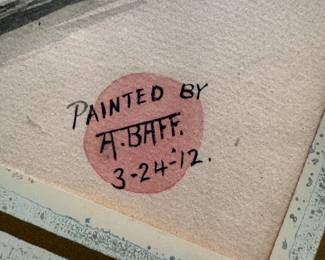 PAINTED BY
A. BAFF.
3-24-12.